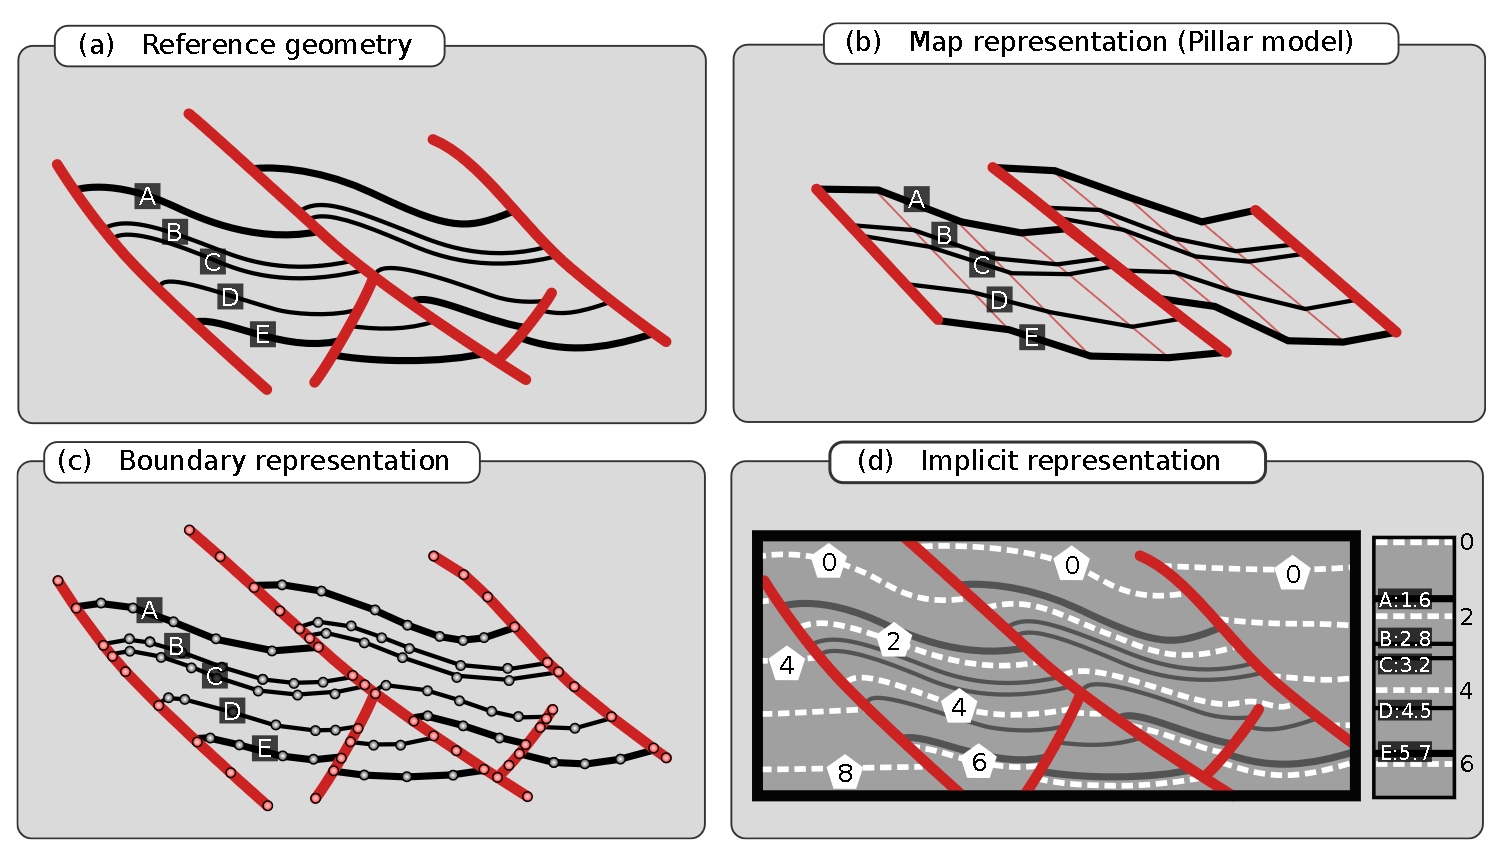 (a) Reference geometry
A
B
C
D
E
(b) Map representation (Pillar model)
A
B
C
D
E
(c) Boundary representation
A
B
C
D
E
(d) Implicit representation
0
0
0
2
4
4
6
8
0
A:1.6
2
B:2.8
C:3.2
4
D:4.5
E:5.7
6